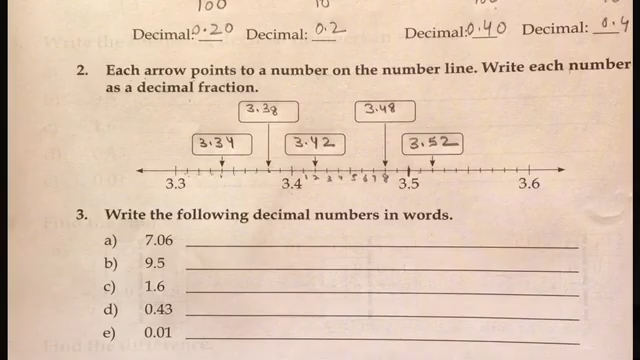 100 10
Decimal: 0.20 Decimal: 0.2 Decimal: 0.40 Decimal: 0.4
2. Each arrow points to a number on the number line. Write each number
as a decimal fraction.
3.38 3.48
3.34 3.42 3.52
1 2 3 4 5 6 7 8
3.3 3.4 3.5 3.6
3. Write the following decimal numbers in words.
a) 7.06
b) 9.5
c) 1.6
d) 0.43
e) 0.01